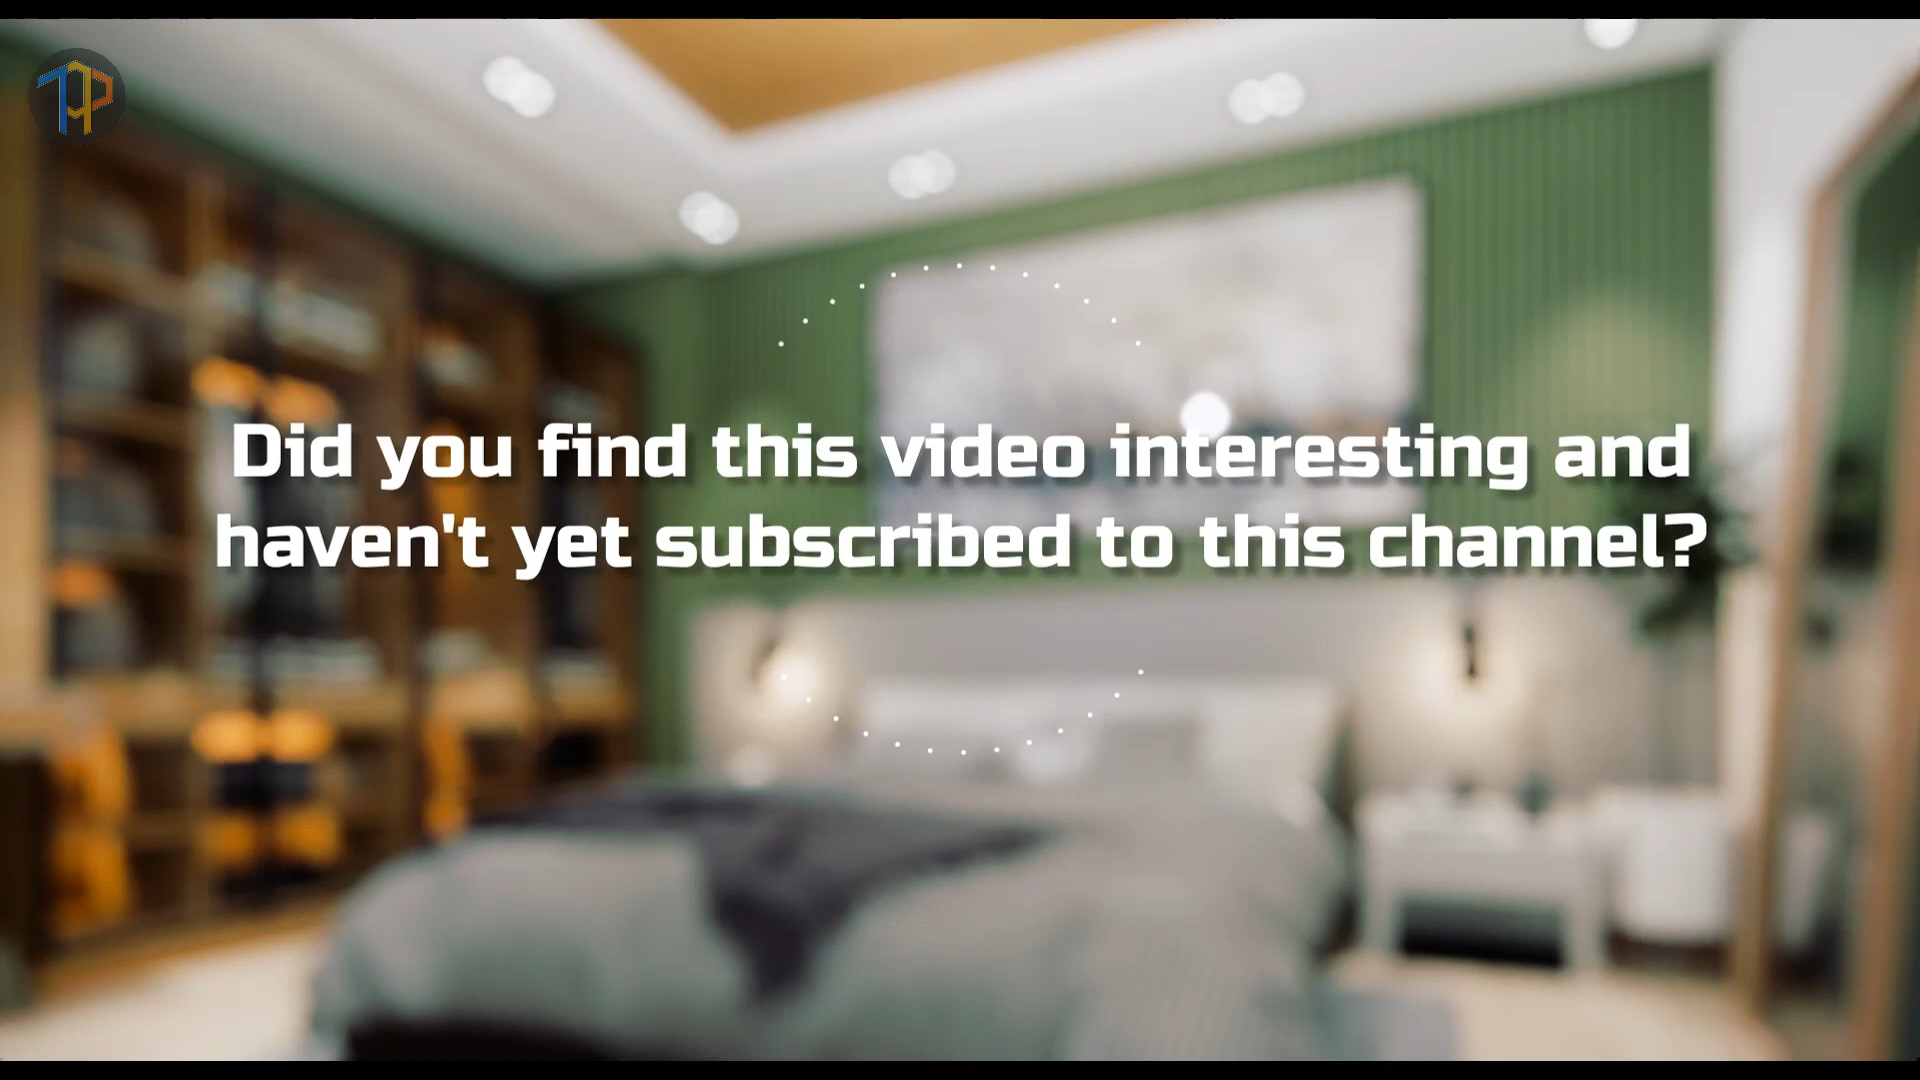 Did you find this video interesting and
haven't yet subscribed to this channel?